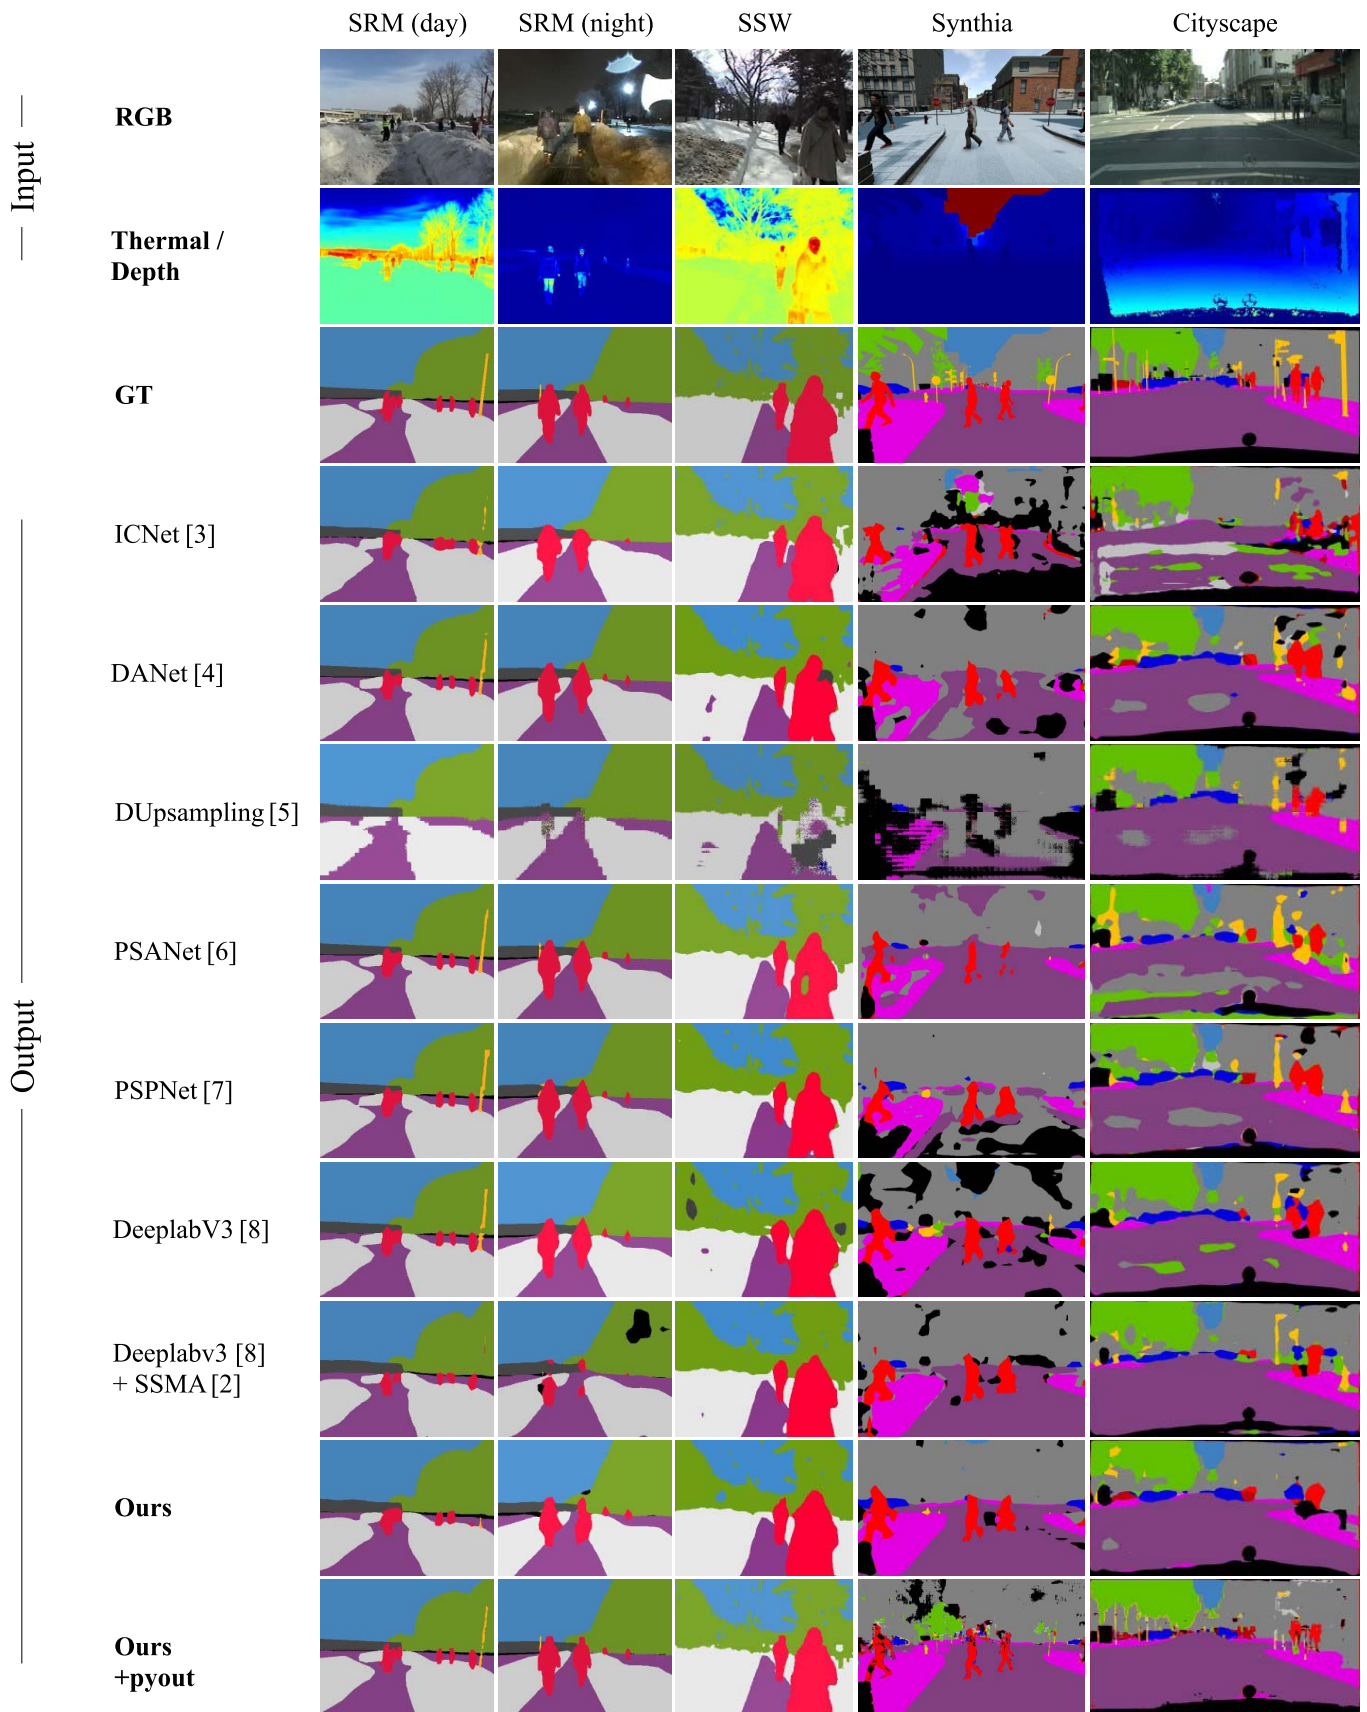 SRM (day) SRM (night) SSW Synthia Cityscape
Input
RGB
Thermal /
Depth
GT
Output
ICNet [3]
DANet [4]
DUpsampling [5]
PSANet [6]
PSPNet [7]
DeeplabV3 [8]
Deeplabv3 [8]
+ SSMA [2]
Ours
Ours
+pyout